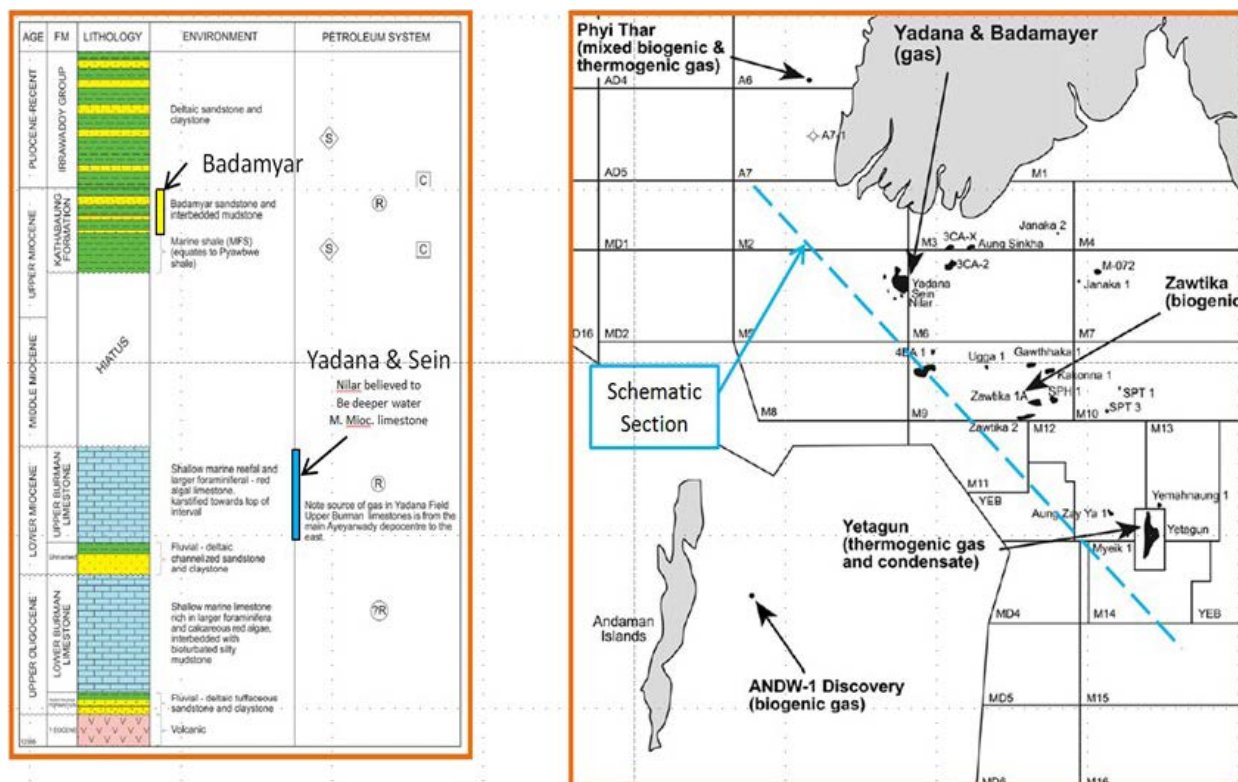 AGE FM LITHOLOGY ENVIRONMENT PETROLEUM SYSTEM
PLIOCENE-RECENT
IRRAWADOY GROUP
Deltaic sandstone and
claystone
S
C
Badamyar
UPPER MIOCENE
KATHABAUNG
FORMATION
Badamyar sandstone and
interbedded mudstone
R
Marine shale (MFS)
(equates to Pyawbwe
shale)
S
C
HIATUS
MIDDLE MIOCENE
Yadana & Sein
Nilar believed to
Be deeper water
M. Mioc. limestone
LOWER MIOCENE
UPPER BURMAN
LIMESTONE
Shallow marine reefal and
larger foraminiferal - red
algal limestone,
karstified towards top of
interval
R
Note source of gas in Yadana Field
Upper Burman limestones is from the
main Ayeyarwady depocentre to the
east.
Unnamed
Fluvial - deltaic
channelized sandstone
and claystone
UPPER OLIGOCENE
LOWER BURMAN
LIMESTONE
Shallow marine limestone
rich in larger foraminifera
and calcareous red algae,
interbedded with
bioturbated silty
mudstone
?R
FORMATION
Fluvial - deltaic tuffaceous
sandstone and claystone
? EOCENE
Volcanic
Phyi Thar
(mixed biogenic &
thermogenic gas)
Yadana & Badamayer
(gas)
AD4
A6
A7-1
AD5
A7
M1
MD1
M2
M3
3CA-X
Aung Sinkha
Janaka 2
M4
3CA-2
M-072
Janaka 1
Yadana
Sein
Nilar
Zawtika
(biogenic
D16
MD2
M5
M6
M7
4EA 1
Ugga 1
Gawthhaka 1
Kakonna 1
Schematic
Section
Zawtika 1A
SPH 1
SPT 1
SPT 3
M8
M9
M10
Zawtika 2
M12
M13
M11
YEB
Aung Zay Ya 1
Yemahnaung 1
Yetagun
Yetagun
(thermogenic gas
and condensate)
Myeik 1
Andaman
Islands
MD4
M14
YEB
ANDW-1 Discovery
(biogenic gas)
MD5
M15
MD6
M16